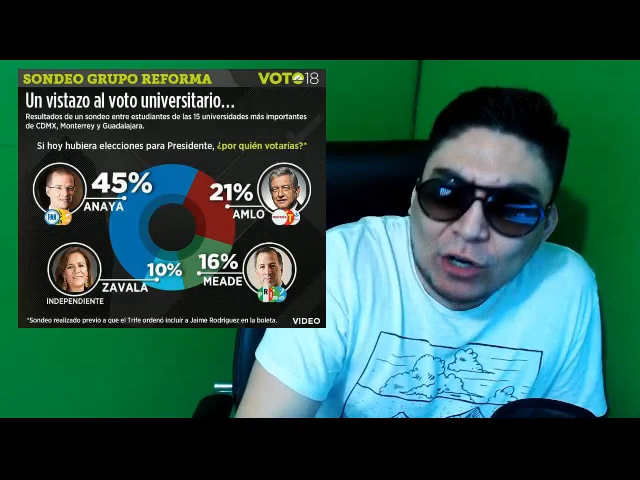 SONDEO GRUPO REFORMA
VOTO18
Un vistazo al voto universitario...
Resultados de un sondeo entre estudiantes de las 15 universidades más importantes
de CDMX, Monterrey y Guadalajara.
Si hoy hubiera elecciones para Presidente, ¿por quién votarías?*
45%
ANAYA
PAN
21%
AMLO
10%
ZAVALA
INDEPENDIENTE
16%
MEADE
*Sondeo realizado previo a que el Trife ordenó incluir a Jaime Rodríguez en la boleta.
VIDEO